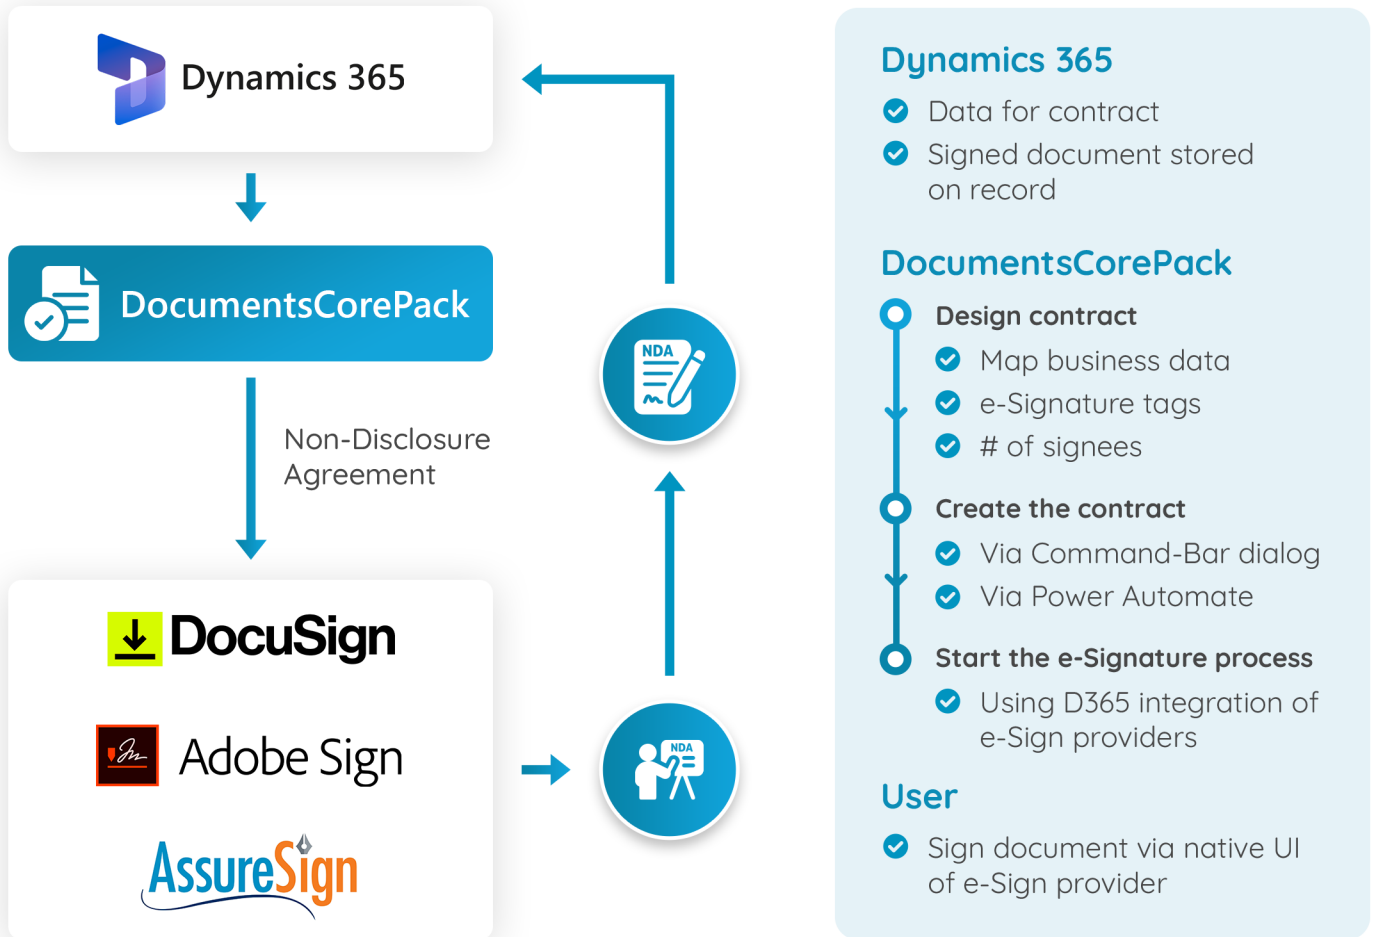 Dynamics 365
DocumentsCorePack
Non-Disclosure
Agreement
DocuSign
Adobe Sign
AssureSign
NDA
NDA
Dynamics 365
Data for contract
Signed document stored
on record
DocumentsCorePack
Design contract
Map business data
e-Signature tags
# of signees
Create the contract
Via Command-Bar dialog
Via Power Automate
Start the e-Signature process
Using D365 integration of
e-Sign providers
User
Sign document via native UI
of e-Sign provider